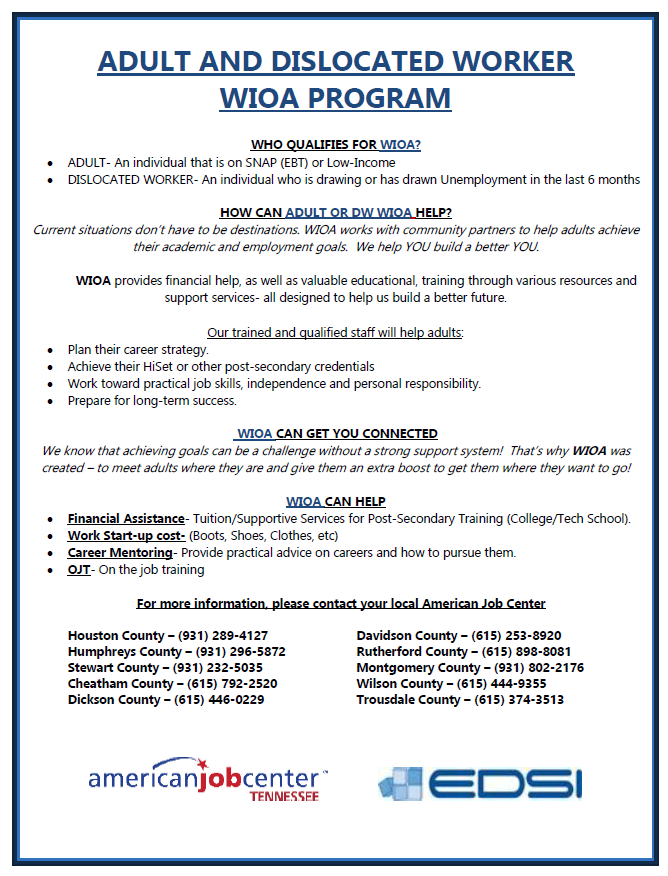 ADULT AND DISLOCATED WORKER
WIOA PROGRAM
WHO QUALIFIES FOR WIOA?
• ADULT- An individual that is on SNAP (EBT) or Low-Income
• DISLOCATED WORKER- An individual who is drawing or has drawn Unemployment in the last 6 months
HOW CAN ADULT OR DW WIOA HELP?
Current situations don't have to be destinations. WIOA works with community partners to help adults achieve
their academic and employment goals. We help YOU build a better YOU.
WIOA provides financial help, as well as valuable educational, training through various resources and
support services- all designed to help us build a better future.
Our trained and qualified staff will help adults:
• Plan their career strategy.
• Achieve their HiSet or other post-secondary credentials
• Work toward practical job skills, independence and personal responsibility.
• Prepare for long-term success.
WIOA CAN GET YOU CONNECTED
We know that achieving goals can be a challenge without a strong support system! That's why WIOA was
created – to meet adults where they are and give them an extra boost to get them where they want to go!
WIOA CAN HELP
• Financial Assistance- Tuition/Supportive Services for Post-Secondary Training (College/Tech School).
• Work Start-up cost- (Boots, Shoes, Clothes, etc)
• Career Mentoring- Provide practical advice on careers and how to pursue them.
• OJT- On the job training
For more information, please contact your local American Job Center
Houston County – (931) 289-4127
Humphreys County – (931) 296-5872
Stewart County – (931) 232-5035
Cheatham County – (615) 792-2520
Dickson County – (615) 446-0229
Davidson County – (615) 253-8920
Rutherford County – (615) 898-8081
Montgomery County – (931) 802-2176
Wilson County – (615) 444-9355
Trousdale County – (615) 374-3513
americanjobcenter™
TENNESSEE
EDSI